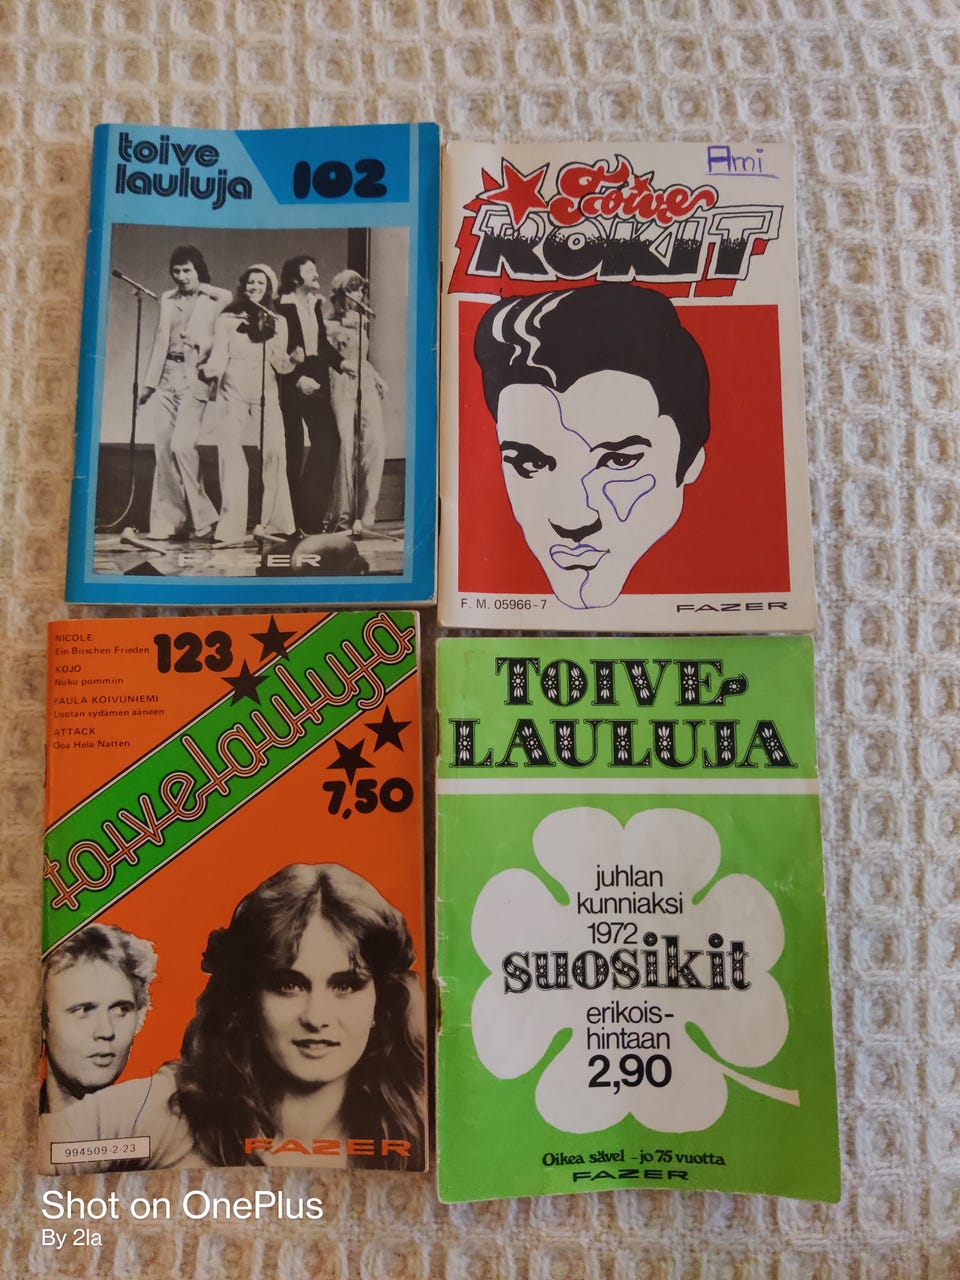 toive
lauluja
102
FAZER
Ami
Toive
ROKIT
F. M. 05966-7
FAZER
NICOLE
Ein Bisschen Frieden
KOJO
Nuku pommiin
PAULA KOIVUNIEMI
Luotan sydämen ääneen
ATTACK
Ooa Hela Natten
123
toivelauluja
7,50
994509-2-23
FAZER
TOIVE-
LAULUJA
juhlan
kunniaksi
1972
suosikit
erikois-
hintaan
2,90
Oikea sävel - jo 75 vuotta
FAZER
Shot on OnePlus
By 2la